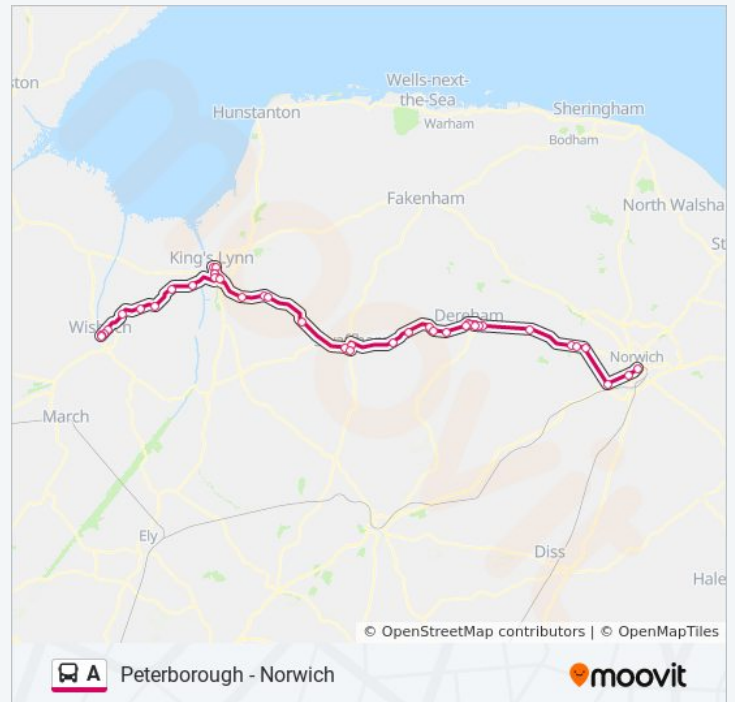 ton
Wells-next-
the-Sea
Hunstanton
Warham
Sheringham
Bodham
Fakenham
North Walsha
St
King's Lynn
Dereham
Wisbech
Norwich
March
Ely
Diss
Hale
© OpenStreetMap contributors | © OpenMapTiles
A Peterborough - Norwich
moovit